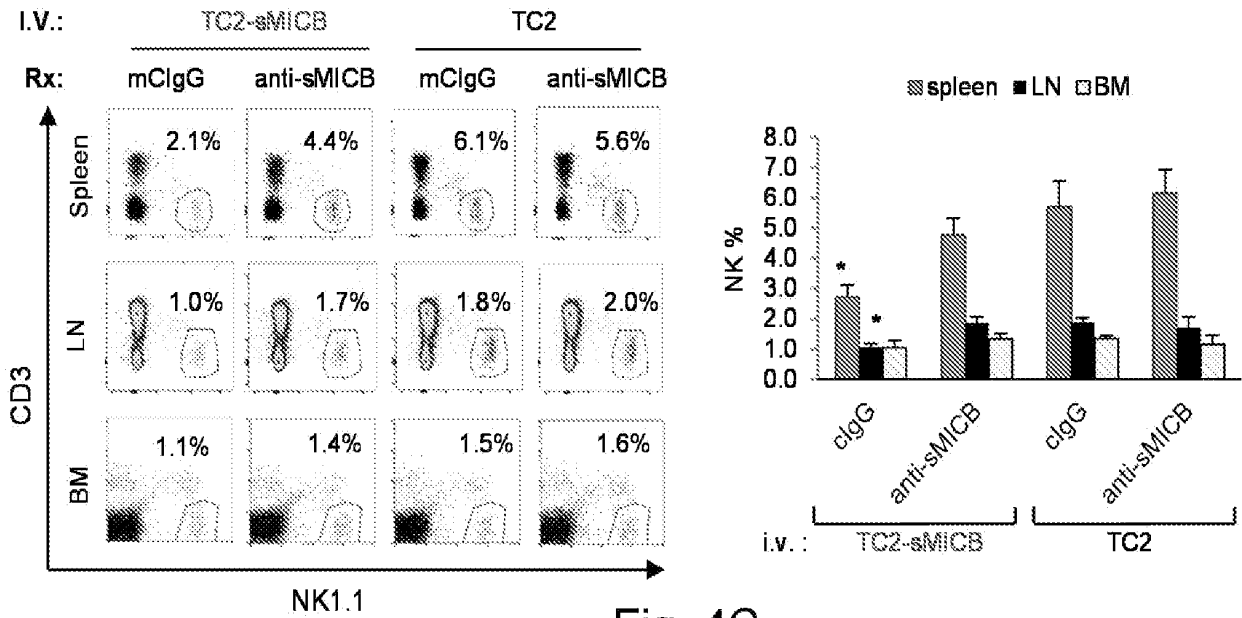 I.V.: TC2-sMICB TC2
Rx: mCIgG anti-sMICB mCIgG anti-sMICB
Spleen 2.1% 4.4% 6.1% 5.6%
LN 1.0% 1.7% 1.8% 2.0%
BM 1.1% 1.4% 1.5% 1.6%
CD3
NK1.1
spleen LN BM
NK %
8.0
7.0
6.0
5.0
4.0
3.0
2.0
1.0
0.0
* *
cIgG anti-sMICB cIgG anti-sMICB
i.v. : TC2-sMICB TC2